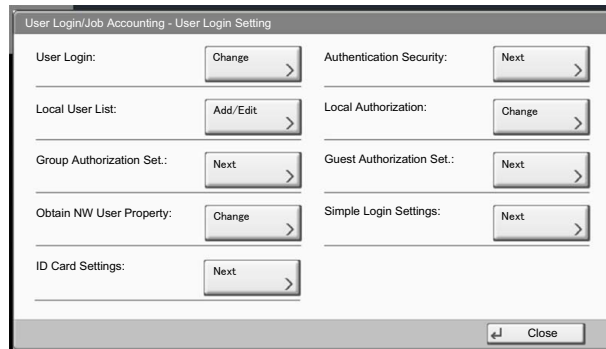 User Login/Job Accounting - User Login Setting
User Login: Change Authentication Security: Next
Local User List: Add/Edit Local Authorization: Change
Group Authorization Set.: Next Guest Authorization Set.: Next
Obtain NW User Property: Change Simple Login Settings: Next
ID Card Settings: Next
Close